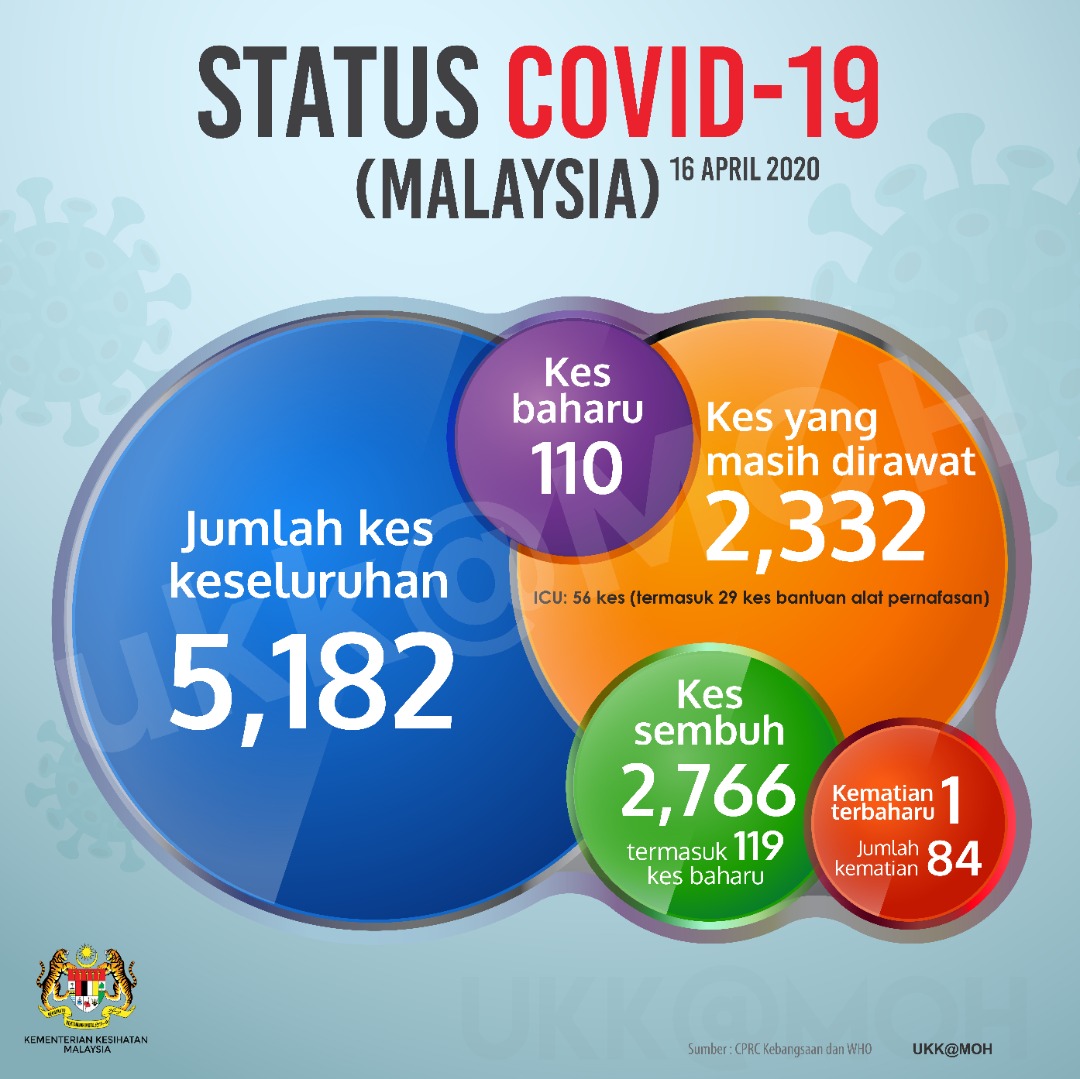 STATUS COVID-19
(MALAYSIA) 16 APRIL 2020
Kes
baharu
110
Kes yang
masih dirawat
2,332
ICU: 56 kes (termasuk 29 kes bantuan alat pernafasan)
Jumlah kes
keseluruhan
5,182
Kes
sembuh
2,766
termasuk 119
kes baharu
Kematian
terbaharu 1
Jumlah
kematian 84
ukk@MOH
KEMENTERIAN KESIHATAN
MALAYSIA
UKK@MOH
Sumber : CPRC Kebangsaan dan WHO
UKK@MOH